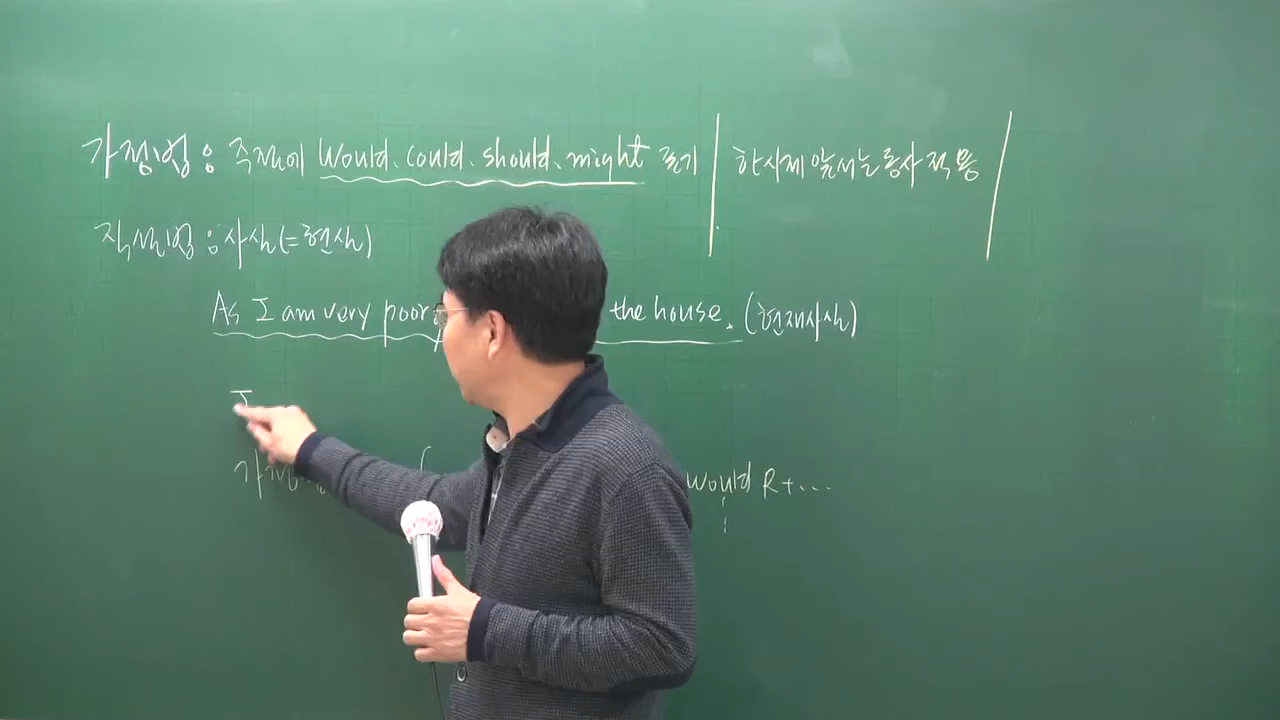 가정법 : 주절에 would. could. should. might 쓰기 | 한시제 앞서는 동사 적용 |
직설법 : 사실(=현실)
As I am very poor, the house. (현재사실)
I
가정 would R+...